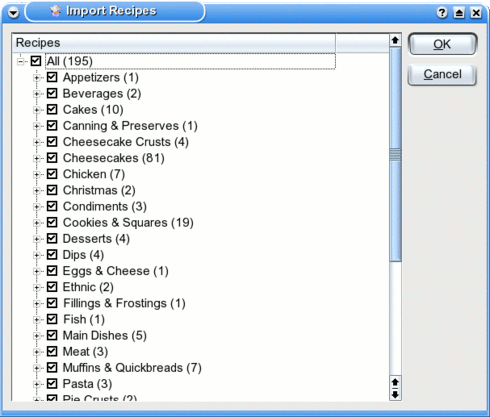 Import Recipes
Recipes
OK
All (195)
Cancel
Appetizers (1)
Beverages (2)
Cakes (10)
Canning & Preserves (1)
Cheesecake Crusts (4)
Cheesecakes (81)
Chicken (7)
Christmas (2)
Condiments (3)
Cookies & Squares (19)
Desserts (4)
Dips (4)
Eggs & Cheese (1)
Ethnic (2)
Fillings & Frostings (1)
Fish (1)
Main Dishes (5)
Meat (3)
Muffins & Quickbreads (7)
Pasta (3)
Pie Crusts (2)